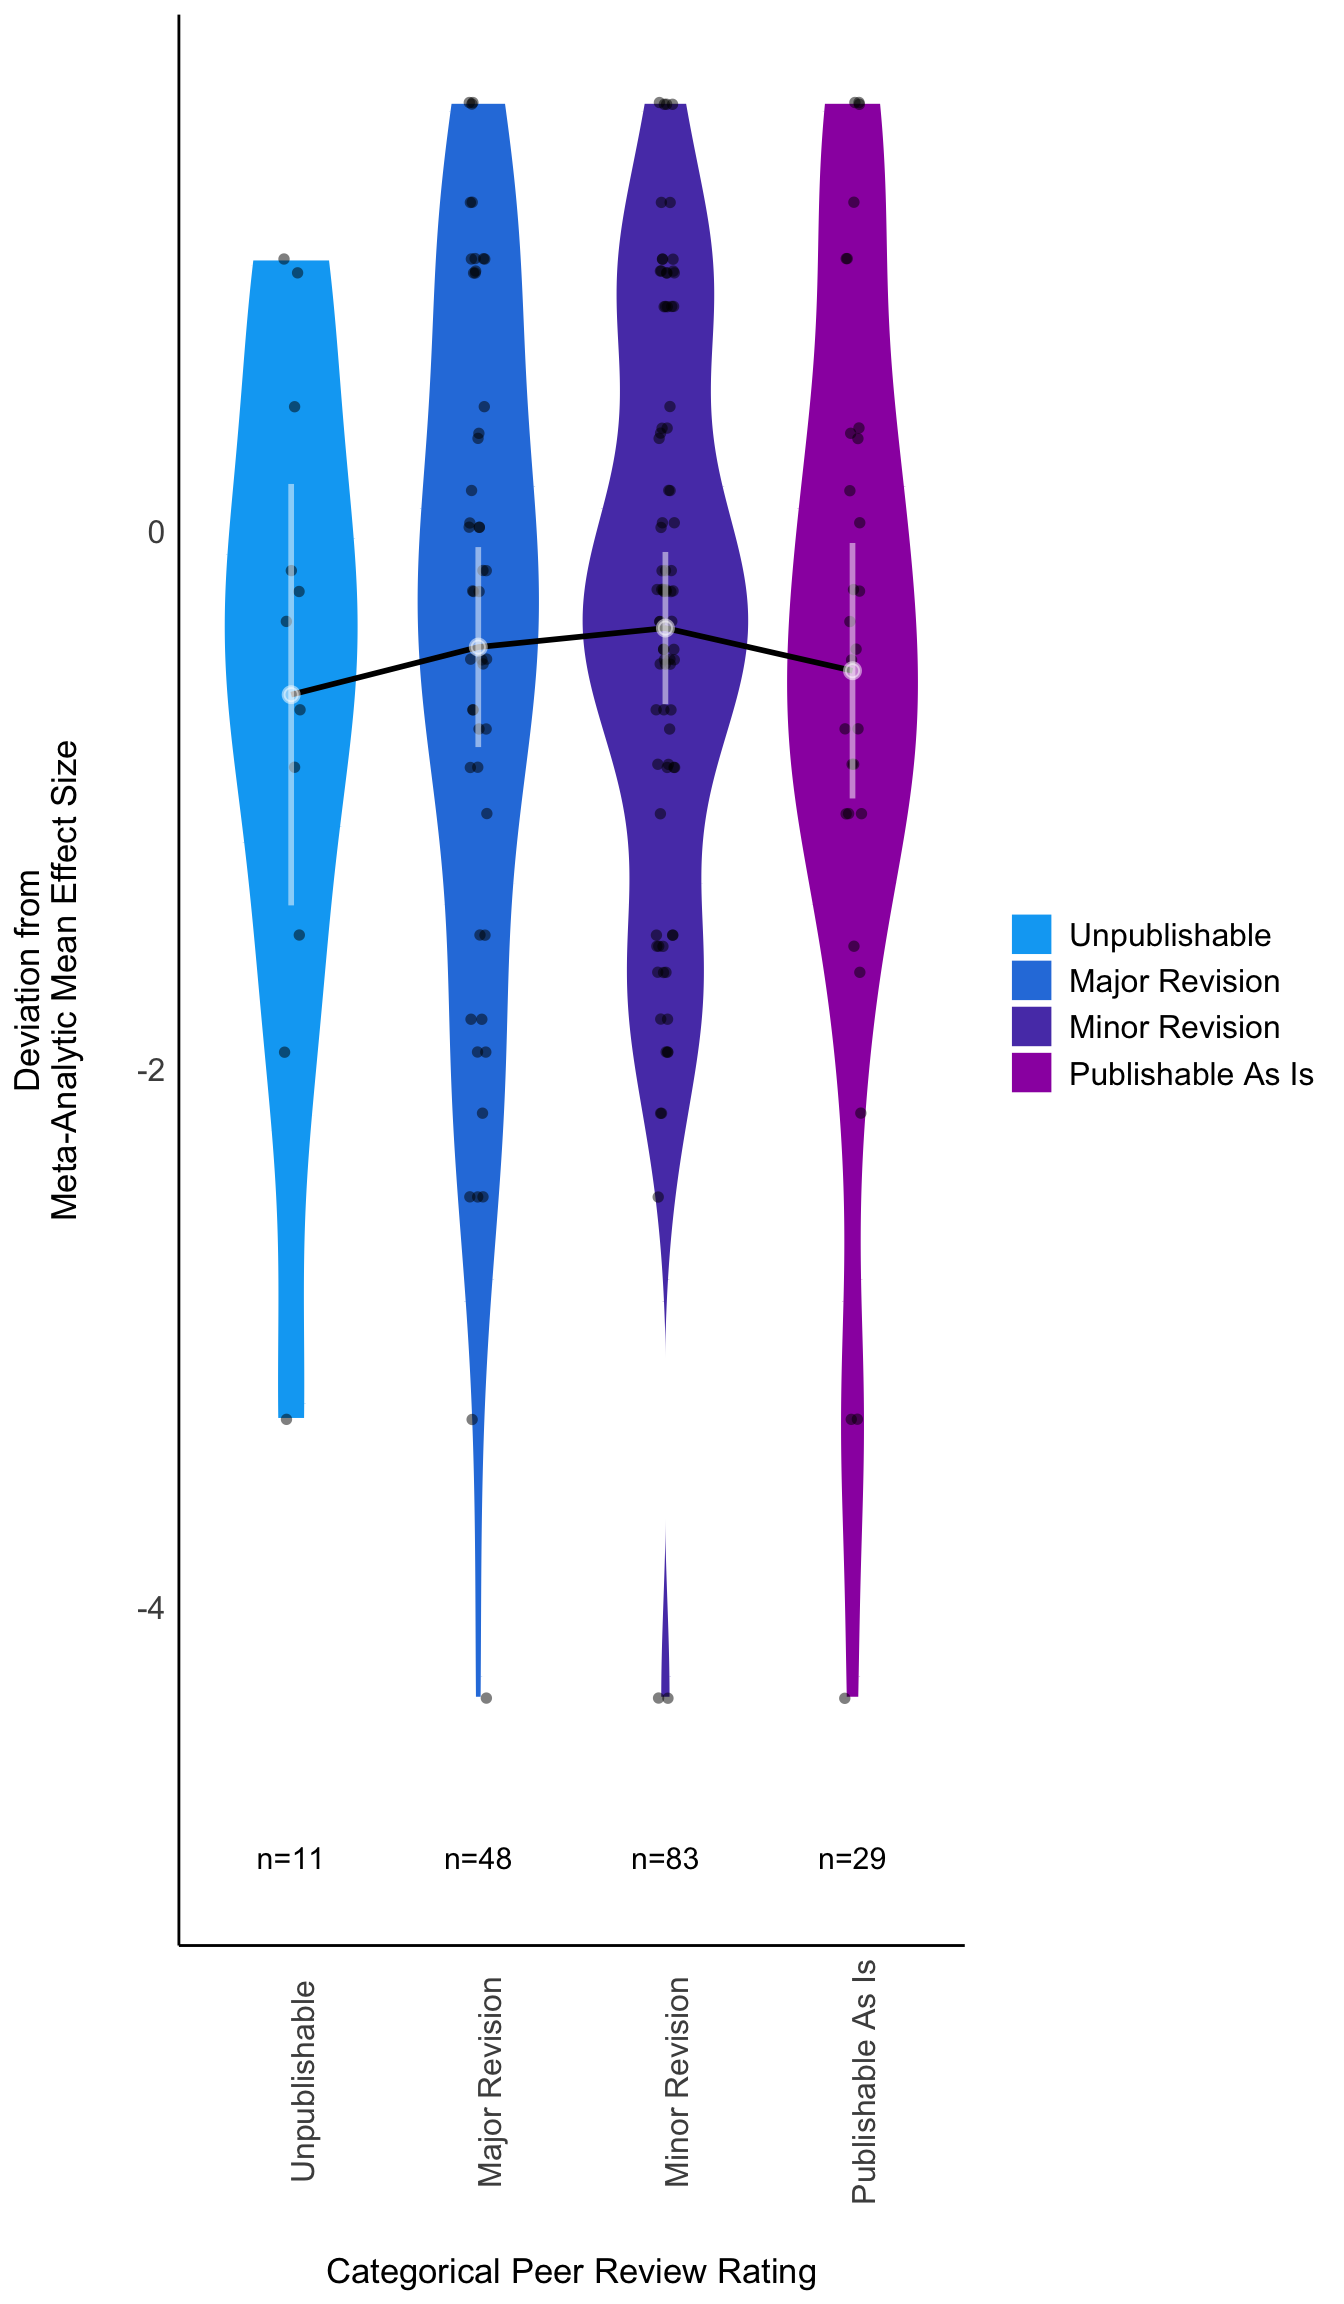 Deviation from
Meta-Analytic Mean Effect Size
0
-2
-4
n=11
n=48
n=83
n=29
Unpublishable
Major Revision
Minor Revision
Publishable As Is
Categorical Peer Review Rating
Unpublishable
Major Revision
Minor Revision
Publishable As Is